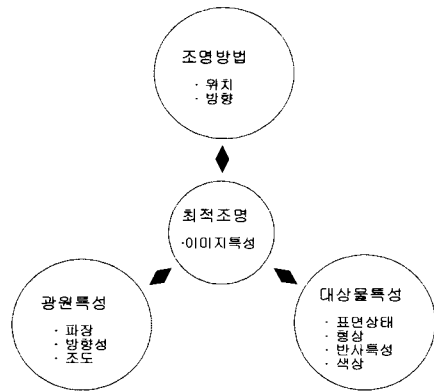 조명방법
· 위치
· 방향
최적조명
·이미지특성
광원특성
· 파장
· 방향성
· 조도
대상물특성
· 표면상태
· 형상
· 반사특성
· 색상